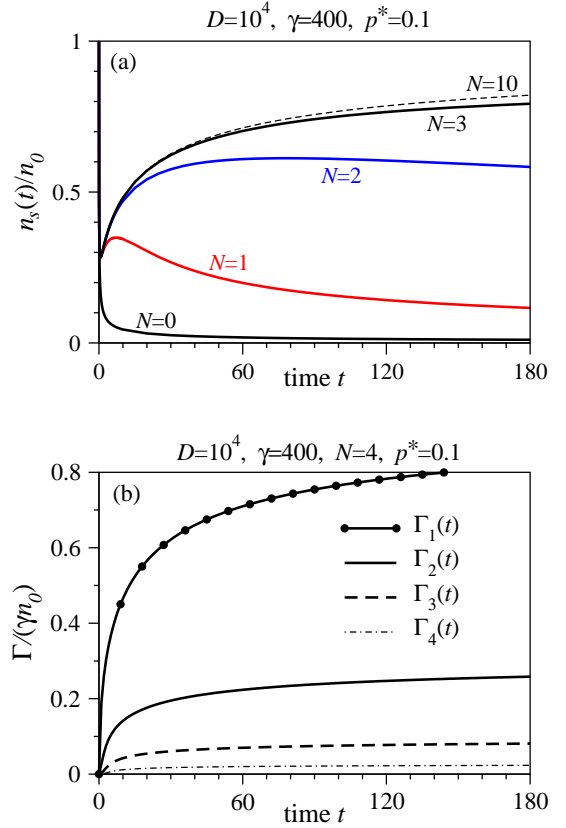 D=10^4, γ=400, p*=0.1
(a)
1
0.5
0
n_s(t)/n_0
N=10
N=3
N=2
N=1
N=0
0 60 120 180
time t
D=10^4, γ=400, N=4, p*=0.1
(b)
0.8
0.6
0.4
0.2
0
Γ/(γn_0)
Γ_1(t)
Γ_2(t)
Γ_3(t)
Γ_4(t)
0 60 120 180
time t